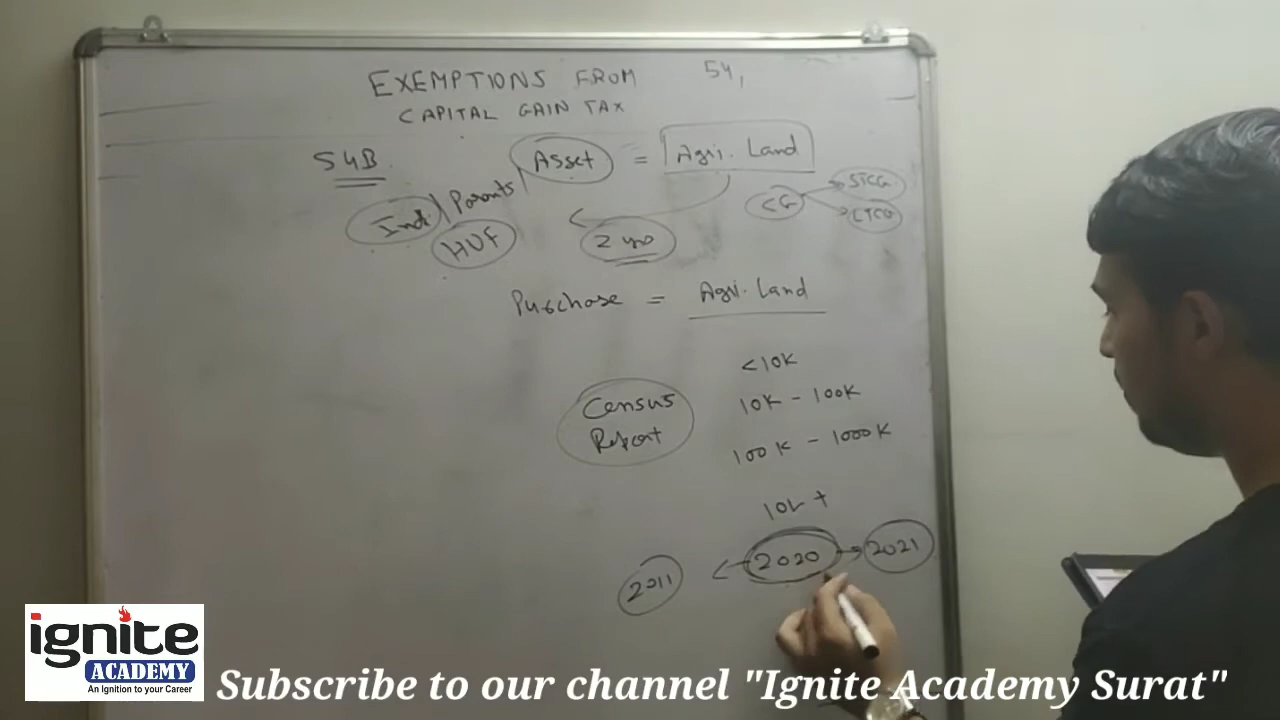 EXEMPTIONS FROM 54,
CAPITAL GAIN TAX
54B Asset = Agri. Land
Ind. Parents CG STCG
HUF 2 yrs LTCG
Purchase = Agri. Land
<10K
Census 10K - 100K
Report 100K - 1000K
10L +
2011 2020 2021
ignite
ACADEMY
An Ignition to your Career
Subscribe to our channel "Ignite Academy Surat"